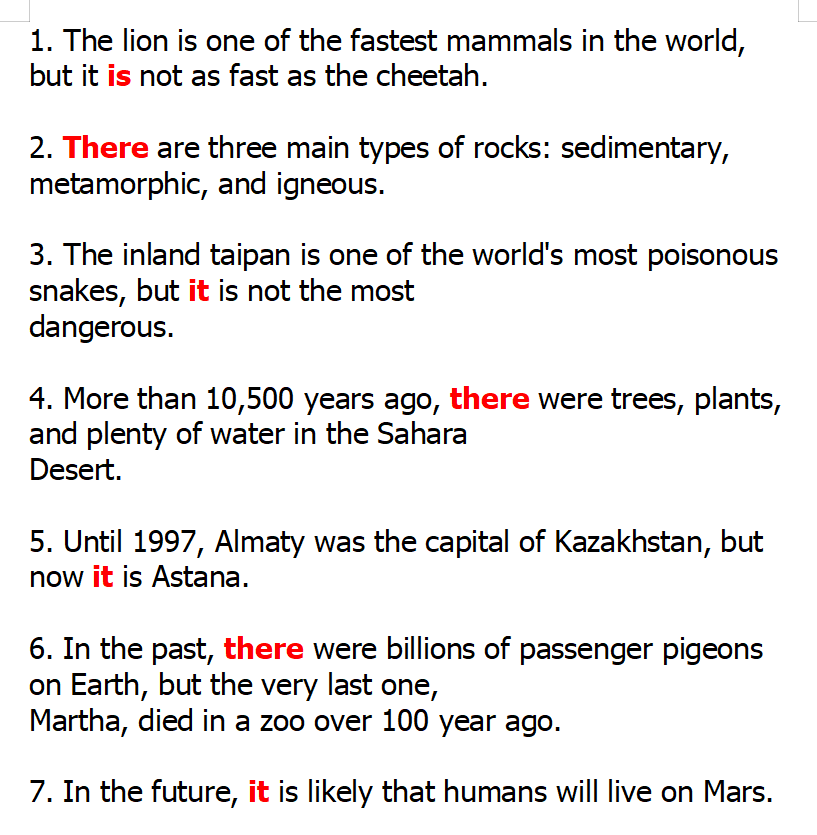 1. The lion is one of the fastest mammals in the world,
but it is not as fast as the cheetah.
2. There are three main types of rocks: sedimentary,
metamorphic, and igneous.
3. The inland taipan is one of the world's most poisonous
snakes, but it is not the most
dangerous.
4. More than 10,500 years ago, there were trees, plants,
and plenty of water in the Sahara
Desert.
5. Until 1997, Almaty was the capital of Kazakhstan, but
now it is Astana.
6. In the past, there were billions of passenger pigeons
on Earth, but the very last one,
Martha, died in a zoo over 100 year ago.
7. In the future, it is likely that humans will live on Mars.